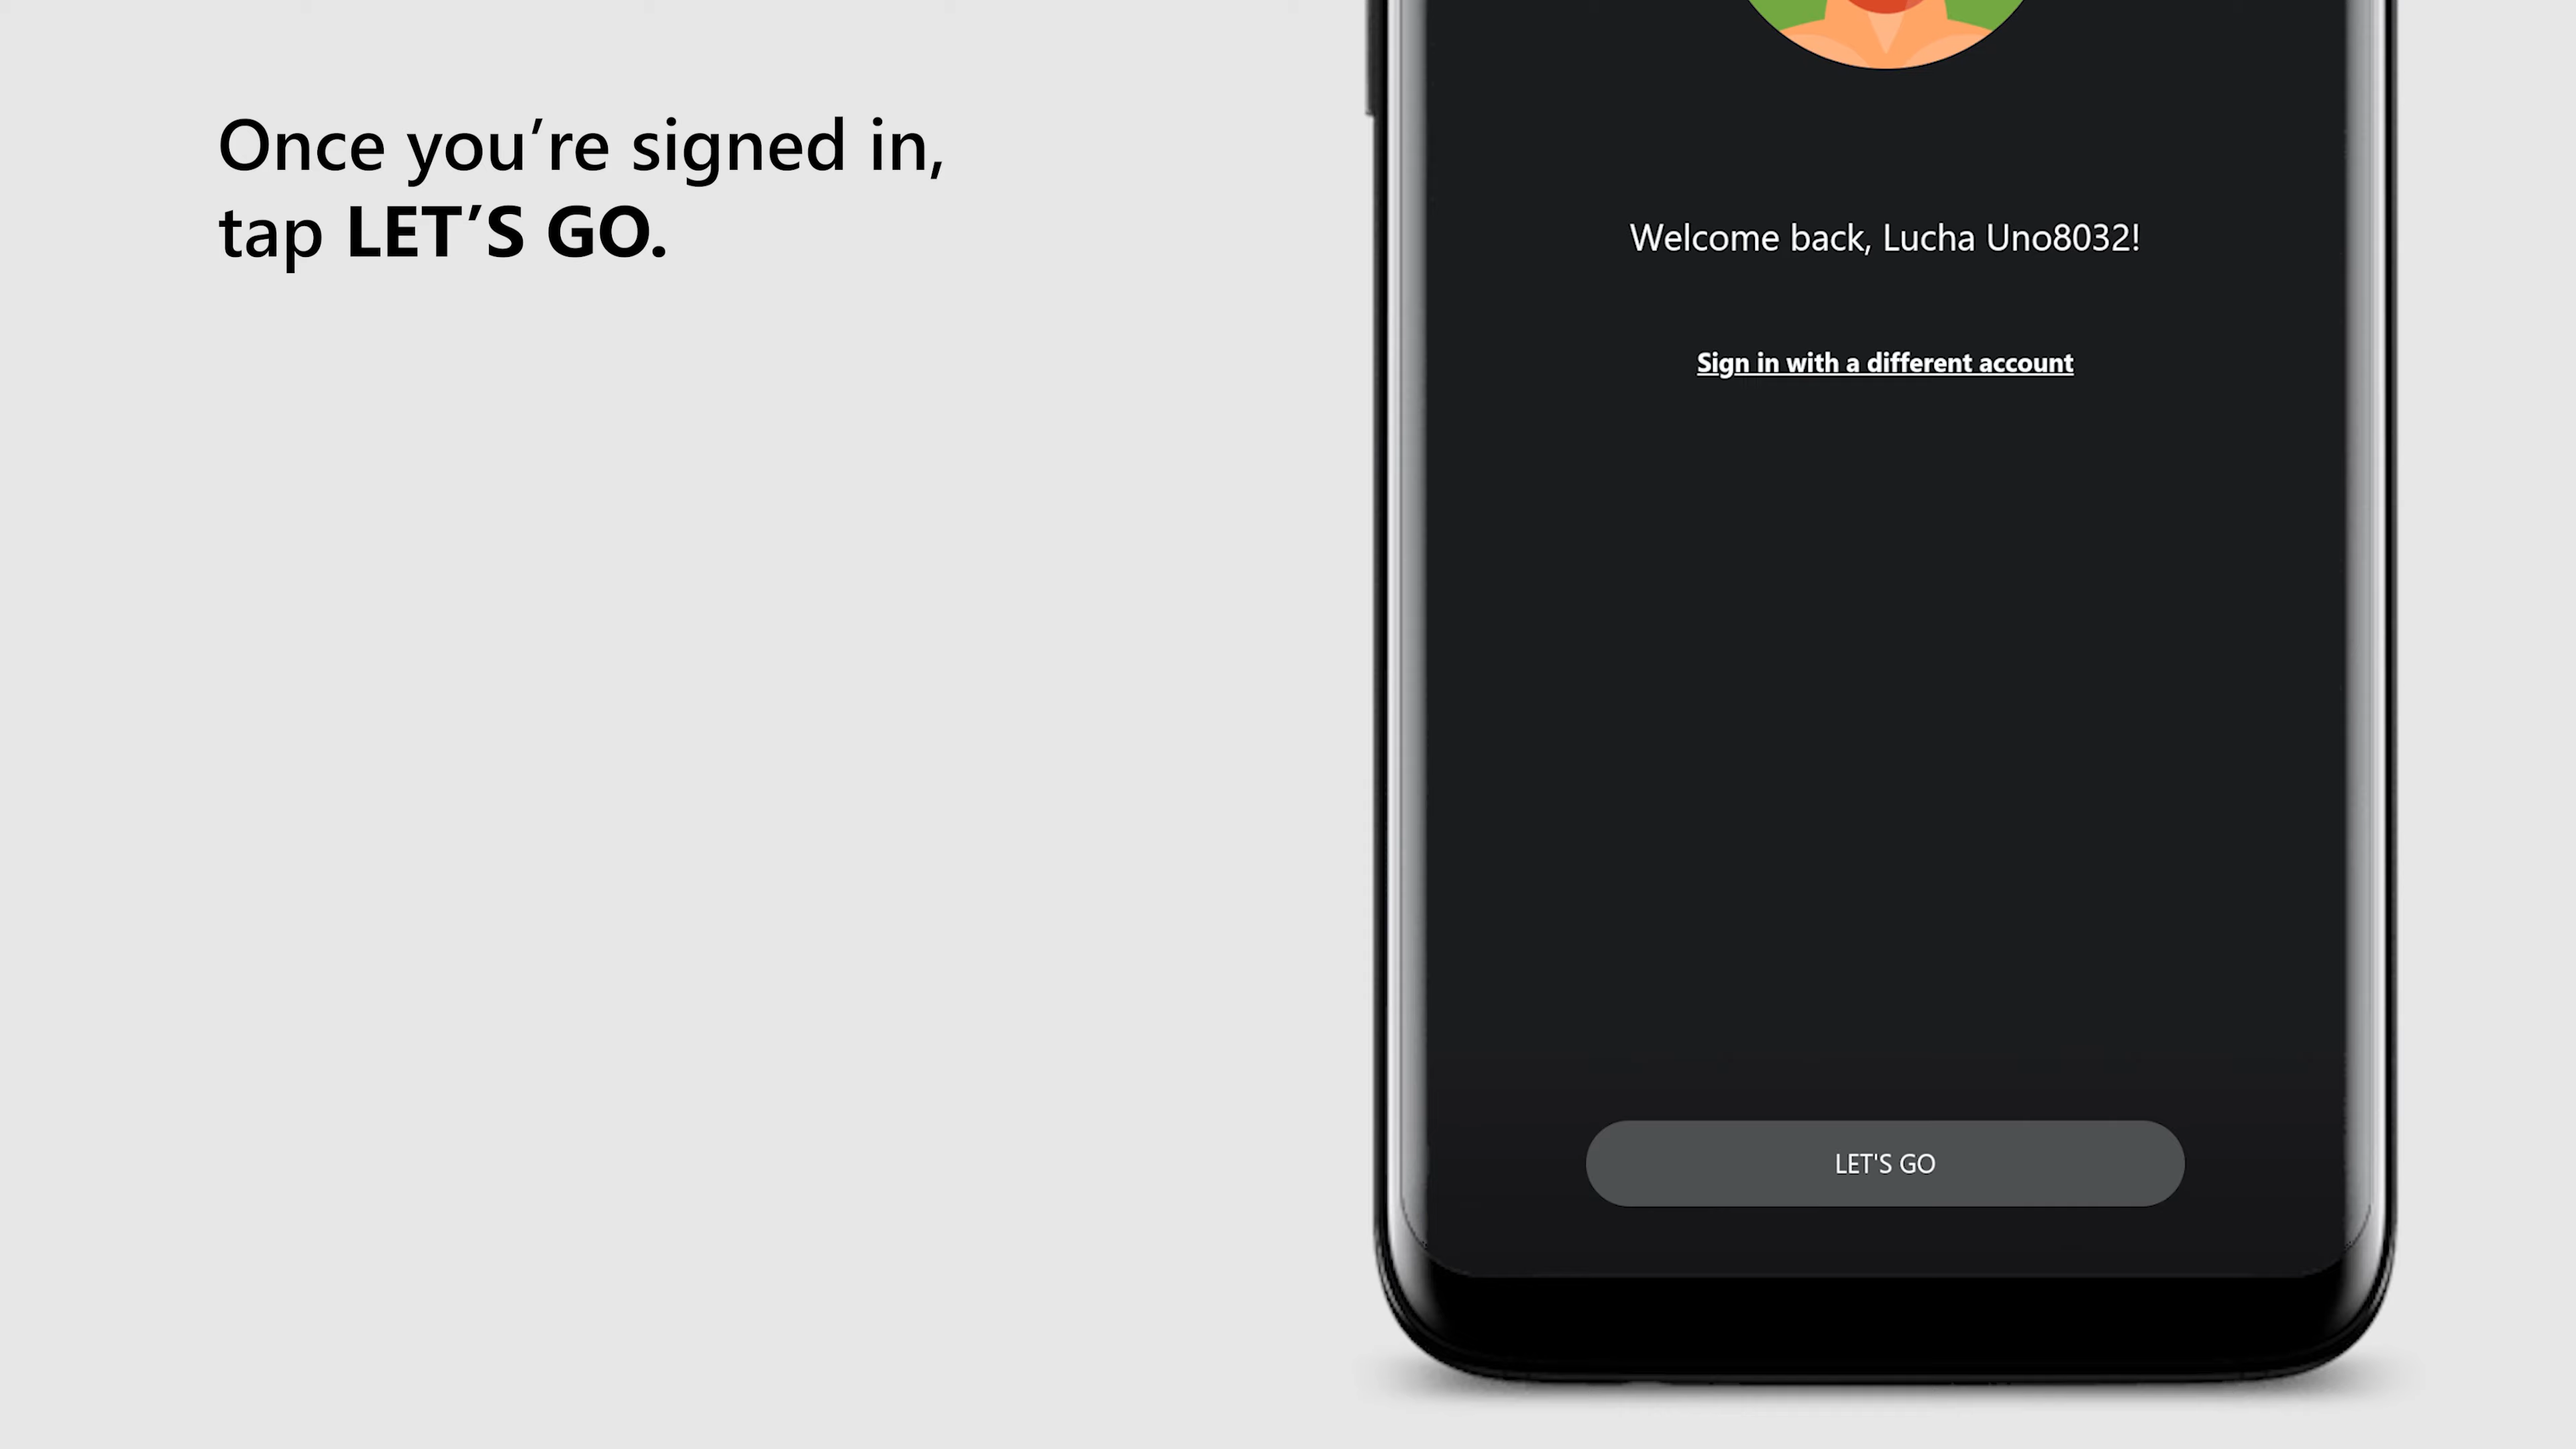 Once you’re signed in,
tap LET’S GO.
Welcome back, Lucha Uno8032!
Sign in with a different account
LET'S GO